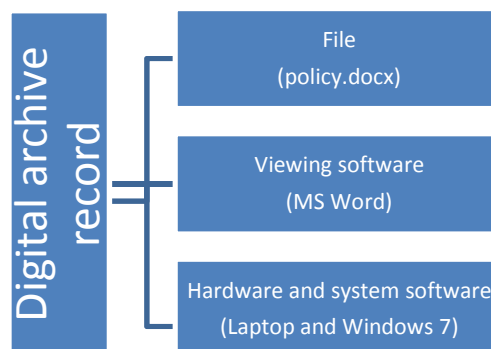 Digital archive
record
File
(policy.docx)
Viewing software
(MS Word)
Hardware and system software
(Laptop and Windows 7)